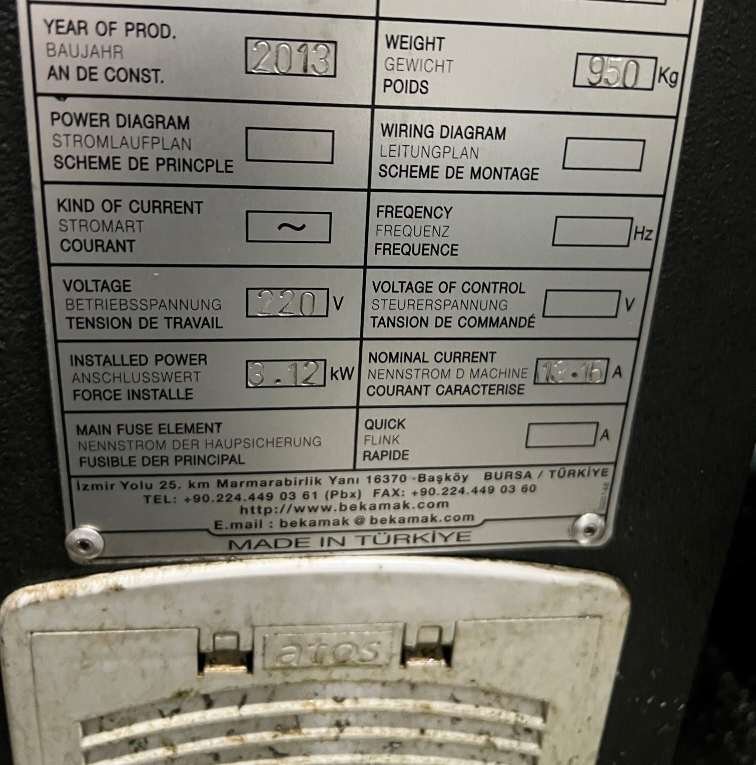 YEAR OF PROD.
BAUJAHR
AN DE CONST.
2013
WEIGHT
GEWICHT
POIDS
950 Kg
POWER DIAGRAM
STROMLAUFPLAN
SCHEME DE PRINCPLE
WIRING DIAGRAM
LEITUNGPLAN
SCHEME DE MONTAGE
KIND OF CURRENT
STROMART
COURANT
~
FREQENCY
FREQUENZ
FREQUENCE
Hz
VOLTAGE
BETRIEBSSPANNUNG
TENSION DE TRAVAIL
220 V
VOLTAGE OF CONTROL
STEURERSPANNUNG
TANSION DE COMMANDÉ
V
INSTALLED POWER
ANSCHLUSSWERT
FORCE INSTALLE
3.12 kW
NOMINAL CURRENT
NENNSTROM D MACHINE
COURANT CARACTERISE
A
MAIN FUSE ELEMENT
NENNSTROM DER HAUPSICHERUNG
FUSIBLE DER PRINCIPAL
QUICK
FLINK
RAPIDE
A
Izmir Yolu 25. km Marmarabirlik Yanı 16370 -Başköy BURSA / TÜRKİYE
TEL: +90.224.449 03 61 (Pbx) FAX: +90.224.449 03 60
http://www.bekamak.com
E.mail : bekamak @ bekamak.com
MADE IN TÜRKİYE
atos